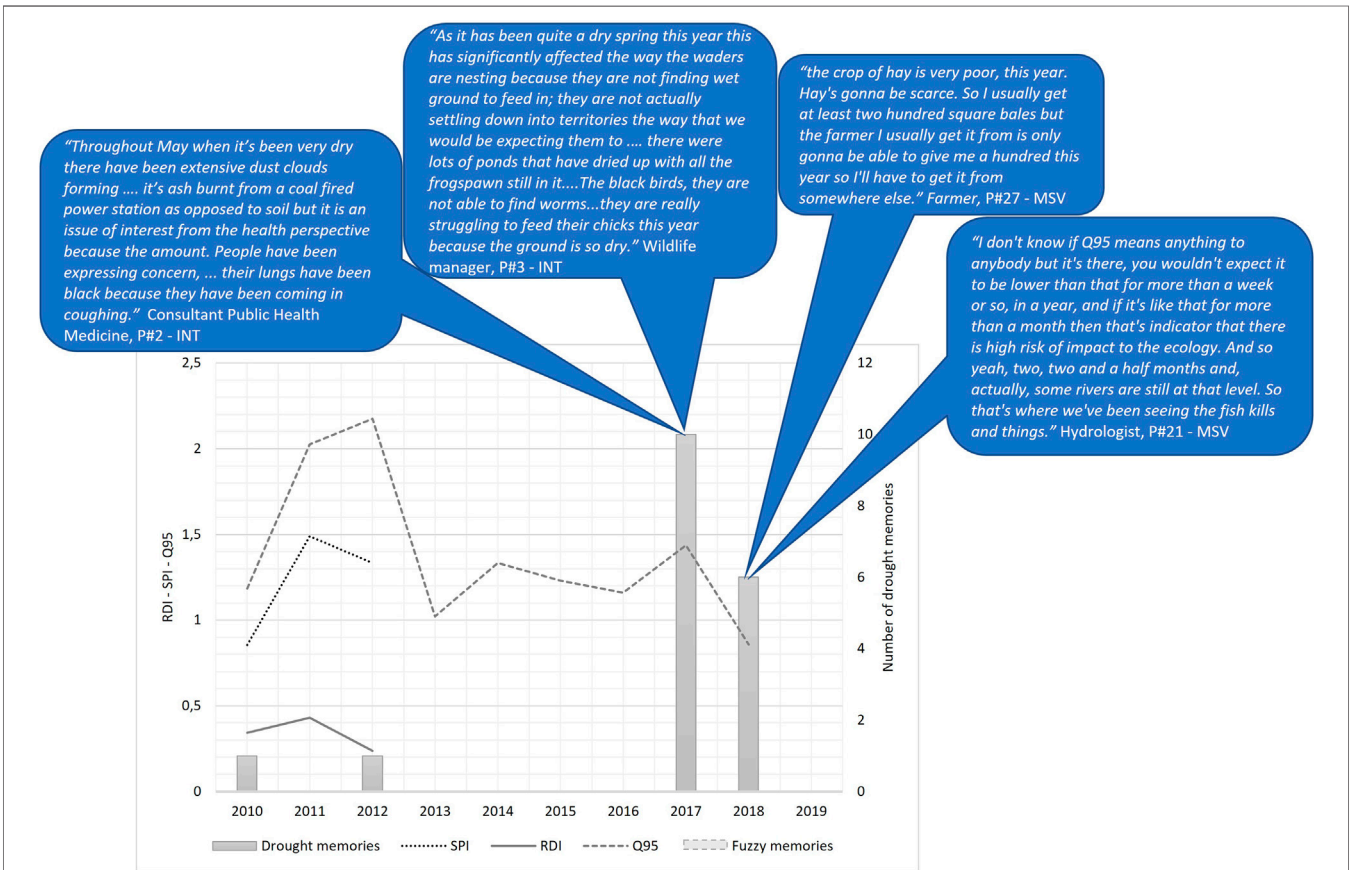 “Throughout May when it’s been very dry
there have been extensive dust clouds
forming .... it’s ash burnt from a coal fired
power station as opposed to soil but it is an
issue of interest from the health perspective
because the amount. People have been
expressing concern, ... their lungs have been
black because they have been coming in
coughing.” Consultant Public Health
Medicine, P#2 - INT
“As it has been quite a dry spring this year this
has significantly affected the way the waders
are nesting because they are not finding wet
ground to feed in; they are not actually
settling down into territories the way that we
would be expecting them to .... there were
lots of ponds that have dried up with all the
frogspawn still in it....The black birds, they are
not able to find worms...they are really
struggling to feed their chicks this year
because the ground is so dry.” Wildlife
manager, P#3 - INT
“the crop of hay is very poor, this year.
Hay's gonna be scarce. So I usually get
at least two hundred square bales but
the farmer I usually get it from is only
gonna be able to give me a hundred this
year so I'll have to get it from
somewhere else.” Farmer, P#27 - MSV
“I don't know if Q95 means anything to
anybody but it's there, you wouldn't expect it
to be lower than that for more than a week
or so, in a year, and if it's like that for more
than a month then that's indicator that there
is high risk of impact to the ecology. And so
yeah, two, two and a half months and,
actually, some rivers are still at that level. So
that's where we've been seeing the fish kills
and things.” Hydrologist, P#21 - MSV
RDI - SPI - Q95
2,5
2
1,5
1
0,5
0
12
10
8
6
4
2
0
Number of drought memories
2010 2011 2012 2013 2014 2015 2016 2017 2018 2019
Drought memories SPI RDI Q95 Fuzzy memories